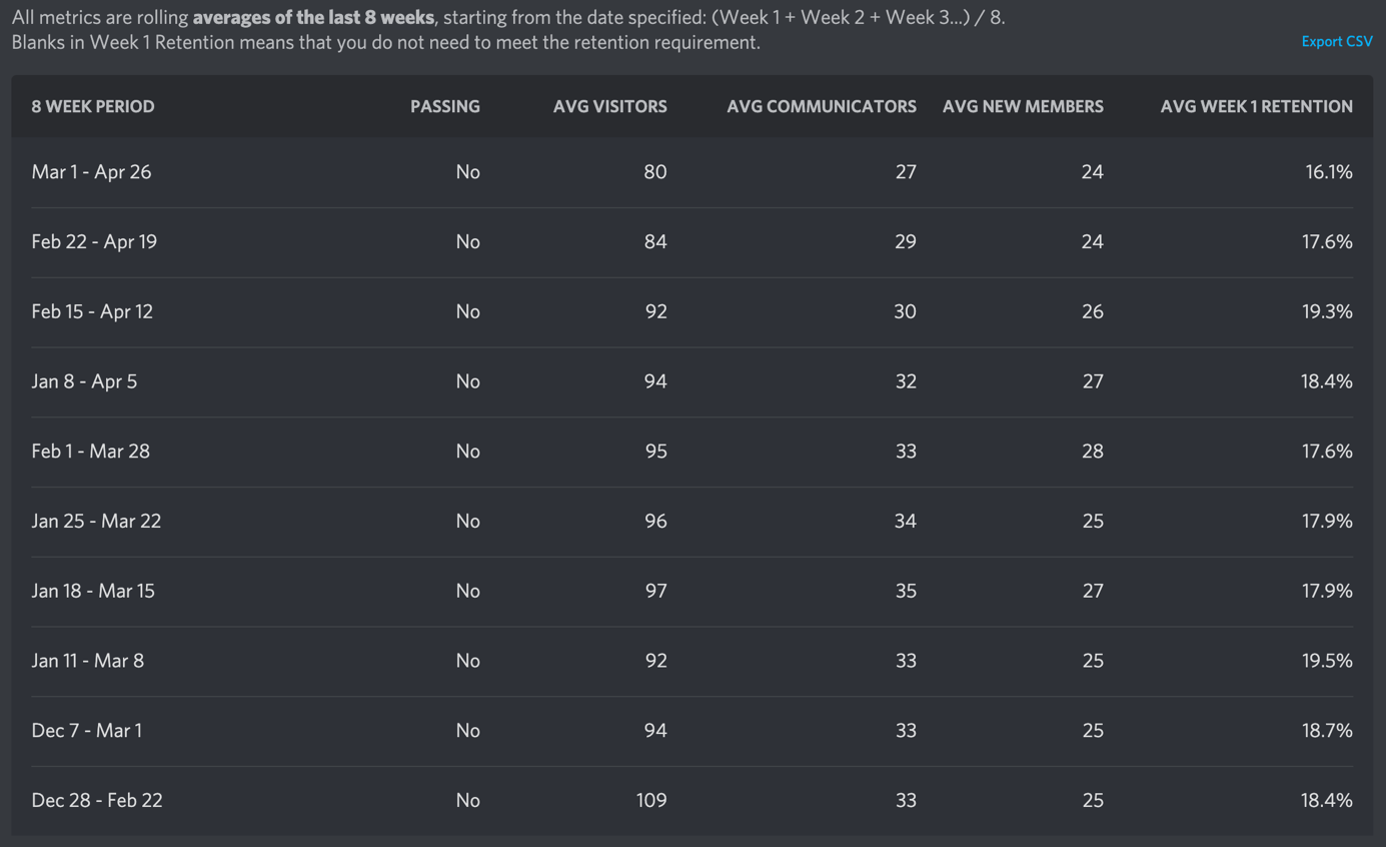 All metrics are rolling averages of the last 8 weeks, starting from the date specified: (Week 1 + Week 2 + Week 3...) / 8.
Blanks in Week 1 Retention means that you do not need to meet the retention requirement.
Export CSV
8 WEEK PERIOD PASSING AVG VISITORS AVG COMMUNICATORS AVG NEW MEMBERS AVG WEEK 1 RETENTION
Mar 1 - Apr 26 No 80 27 24 16.1%
Feb 22 - Apr 19 No 84 29 24 17.6%
Feb 15 - Apr 12 No 92 30 26 19.3%
Jan 8 - Apr 5 No 94 32 27 18.4%
Feb 1 - Mar 28 No 95 33 28 17.6%
Jan 25 - Mar 22 No 96 34 25 17.9%
Jan 18 - Mar 15 No 97 35 27 17.9%
Jan 11 - Mar 8 No 92 33 25 19.5%
Dec 7 - Mar 1 No 94 33 25 18.7%
Dec 28 - Feb 22 No 109 33 25 18.4%